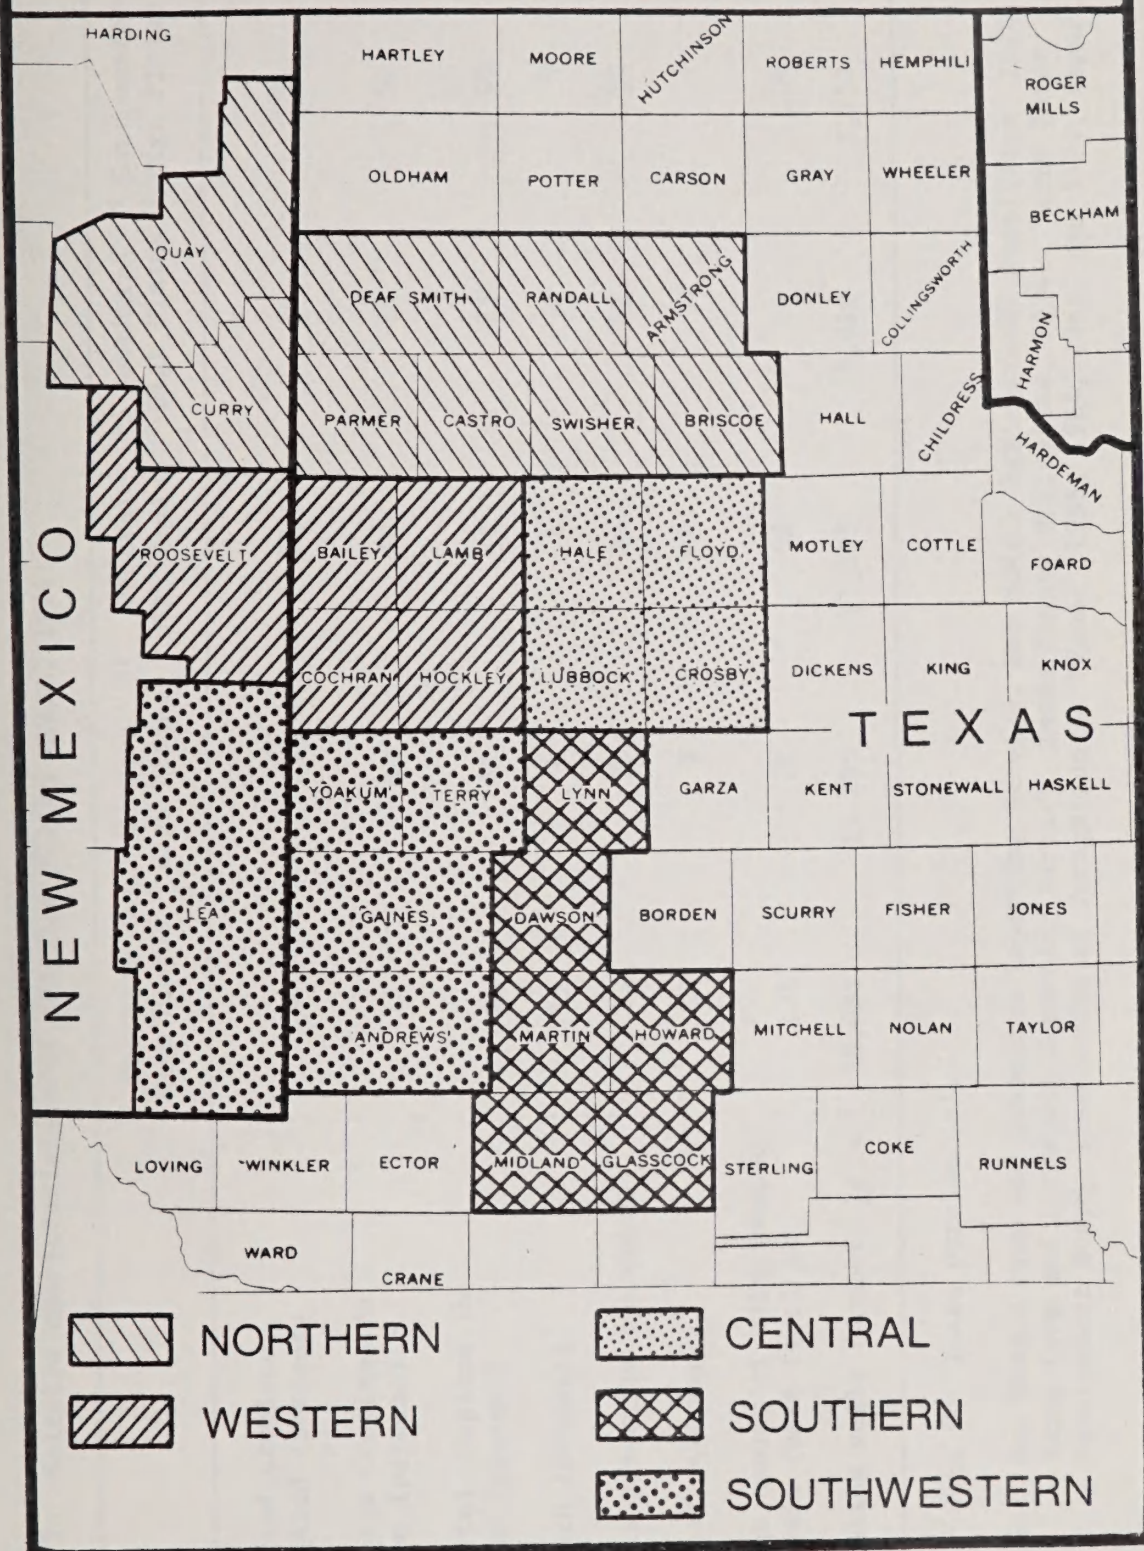 HARDING
HARTLEY
MOORE
HUTCHINSON
ROBERTS
HEMPHILL
ROGER
MILLS
OLDHAM
POTTER
CARSON
GRAY
WHEELER
BECKHAM
QUAY
DEAF SMITH
RANDALL
ARMSTRONG
DONLEY
COLLINGSWORTH
HARMON
CURRY
PARMER
CASTRO
SWISHER
BRISCOE
HALL
CHILDRESS
HARDEMAN
NEW MEXICO
ROOSEVELT
BAILEY
LAMB
HALE
FLOYD
MOTLEY
COTTLE
FOARD
COCHRAN
HOCKLEY
LUBBOCK
CROSBY
DICKENS
KING
KNOX
TEXAS
YOAKUM
TERRY
LYNN
GARZA
KENT
STONEWALL
HASKELL
LEA
GAINES
DAWSON
BORDEN
SCURRY
FISHER
JONES
ANDREWS
MARTIN
HOWARD
MITCHELL
NOLAN
TAYLOR
LOVING
WINKLER
ECTOR
MIDLAND
GLASSCOCK
STERLING
COKE
RUNNELS
WARD
CRANE
NORTHERN
CENTRAL
WESTERN
SOUTHERN
SOUTHWESTERN